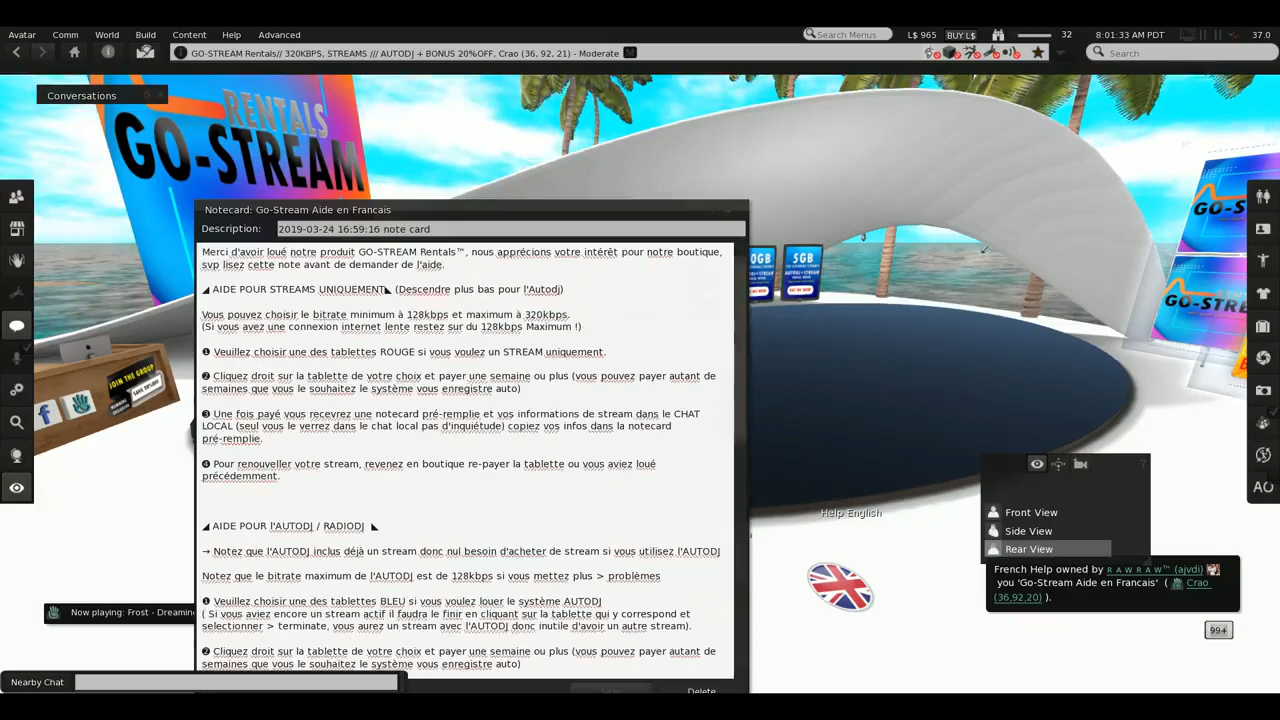 Avatar Comm World Build Content Help Advanced
Search Menus
L$ 965 BUY L$ 32 8:01:33 AM PDT 37.0
GO-STREAM Rentals// 320KBPS, STREAMS /// AUTODJ + BONUS 20%OFF, Crao (36, 92, 21) - Moderate M
Search
Conversations
RENTALS
GO-STREAM
Notecard: Go-Stream Aide en Francais
Description: 2019-03-24 16:59:16 note card
Merci d'avoir loué notre produit GO-STREAM Rentals™, nous apprécions votre intérêt pour notre boutique,
svp lisez cette note avant de demander de l'aide.
◢ AIDE POUR STREAMS UNIQUEMENT◣ (Descendre plus bas pour l'Autodj)
Vous pouvez choisir le bitrate minimum à 128kbps et maximum à 320kbps.
(Si vous avez une connexion internet lente restez sur du 128kbps Maximum !)
❶ Veuillez choisir une des tablettes ROUGE si vous voulez un STREAM uniquement.
❷ Cliquez droit sur la tablette de votre choix et payer une semaine ou plus (vous pouvez payer autant de
semaines que vous le souhaitez le système vous enregistre auto)
❸ Une fois payé vous recevrez une notecard pré-remplie et vos informations de stream dans le CHAT
LOCAL (seul vous le verrez dans le chat local pas d'inquiétude) copiez vos infos dans la notecard
pré-remplie.
❹ Pour renouveller votre stream, revenez en boutique re-payer la tablette ou vous aviez loué
précédemment.
◢ AIDE POUR l'AUTODJ / RADIODJ ◣
→ Notez que l'AUTODJ inclus déjà un stream donc nul besoin d'acheter de stream si vous utilisez l'AUTODJ
Notez que le bitrate maximum de l'AUTODJ est de 128kbps si vous mettez plus > problèmes
❶ Veuillez choisir une des tablettes BLEU si vous voulez louer le système AUTODJ
( Si vous aviez encore un stream actif il faudra le finir en cliquant sur la tablette qui y correspond et
selectionner > terminate, vous aurez un stream avec l'AUTODJ donc inutile d'avoir un autre stream).
❷ Cliquez droit sur la tablette de votre choix et payer une semaine ou plus (vous pouvez payer autant de
semaines que vous le souhaitez le système vous enregistre auto)
Delete
5GB
JOIN THE GROUP
Now playing: Frost - Dreamin
Nearby Chat
Help English
Front View
Side View
Rear View
French Help owned by ʀᴀᴡʀᴀᴡ™ (ajvdi)
you 'Go-Stream Aide en Francais' ( Crao
(36,92,20) ).
994
AO